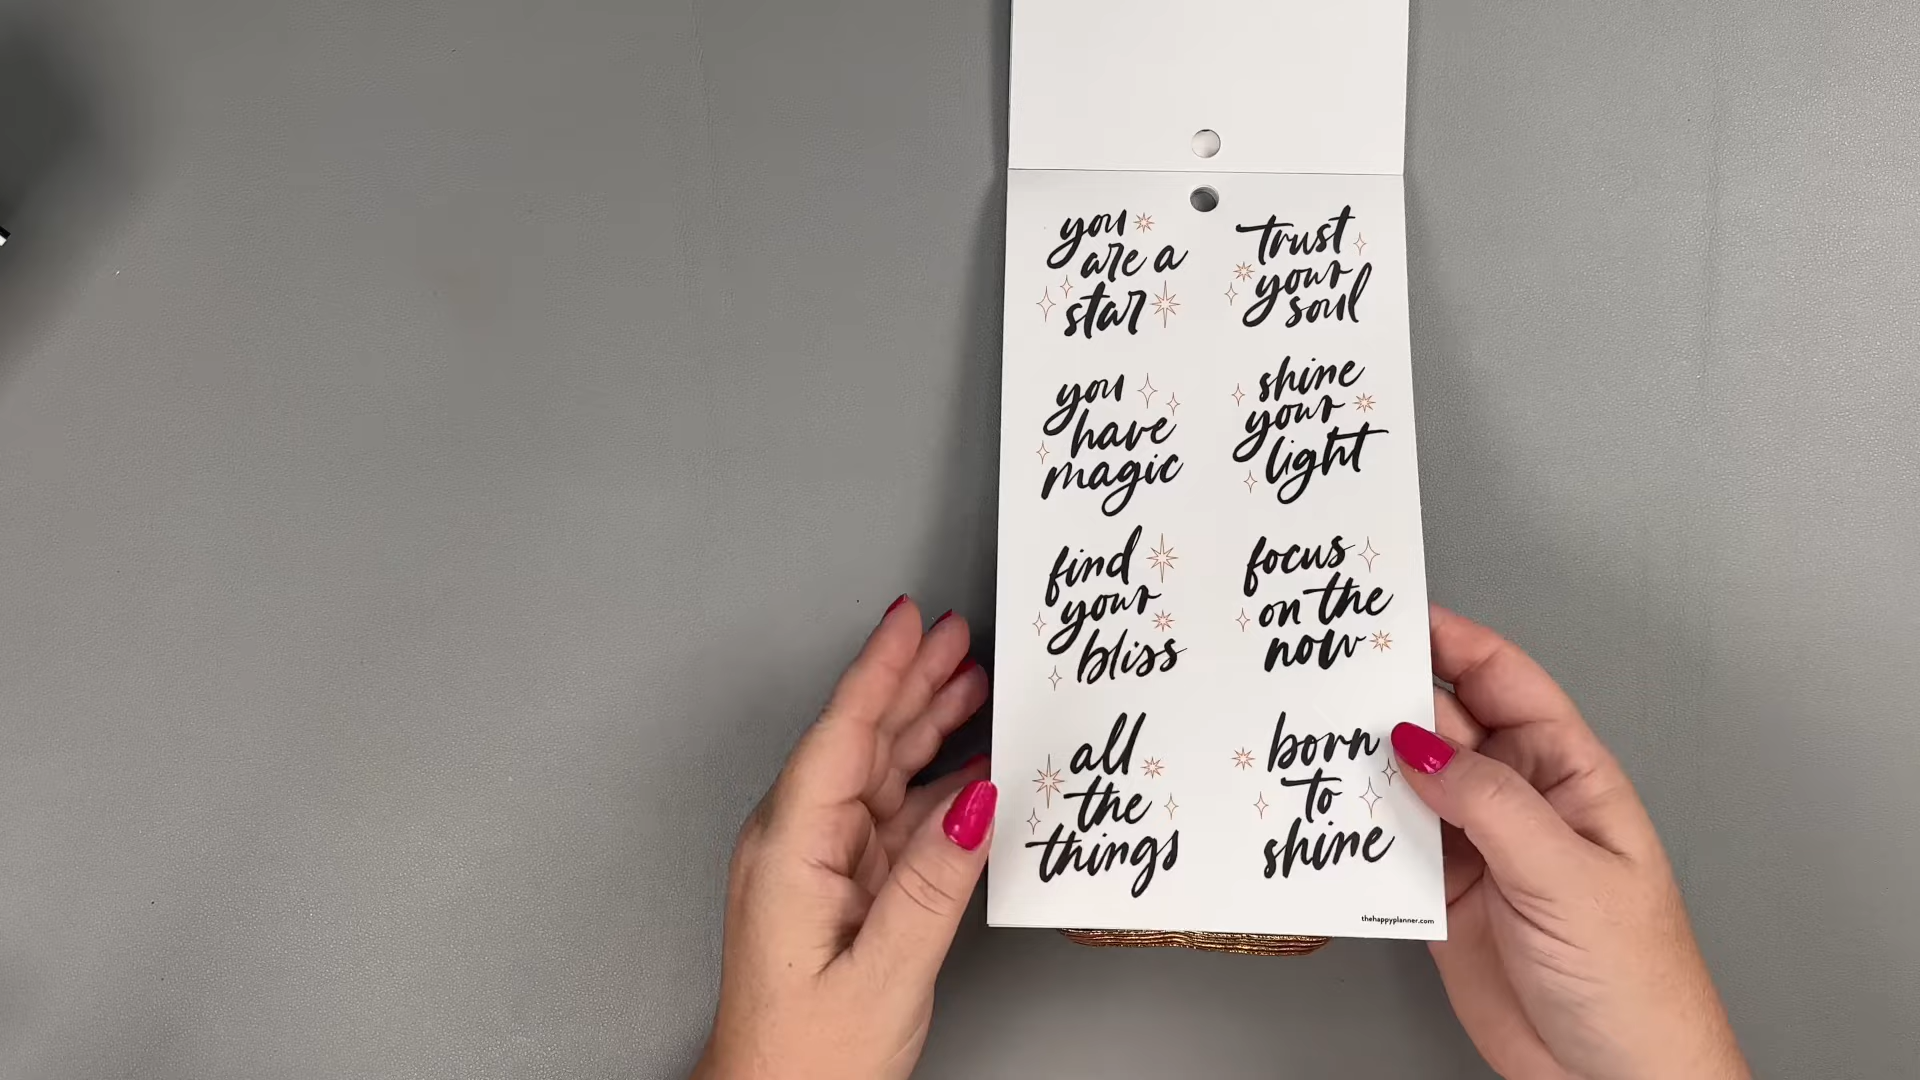 you
are a
star
trust
your
soul
you
have
magic
shine
your
light
find
your
bliss
focus
on the
now
all
the
things
born
to
shine
thehappyplanner.com